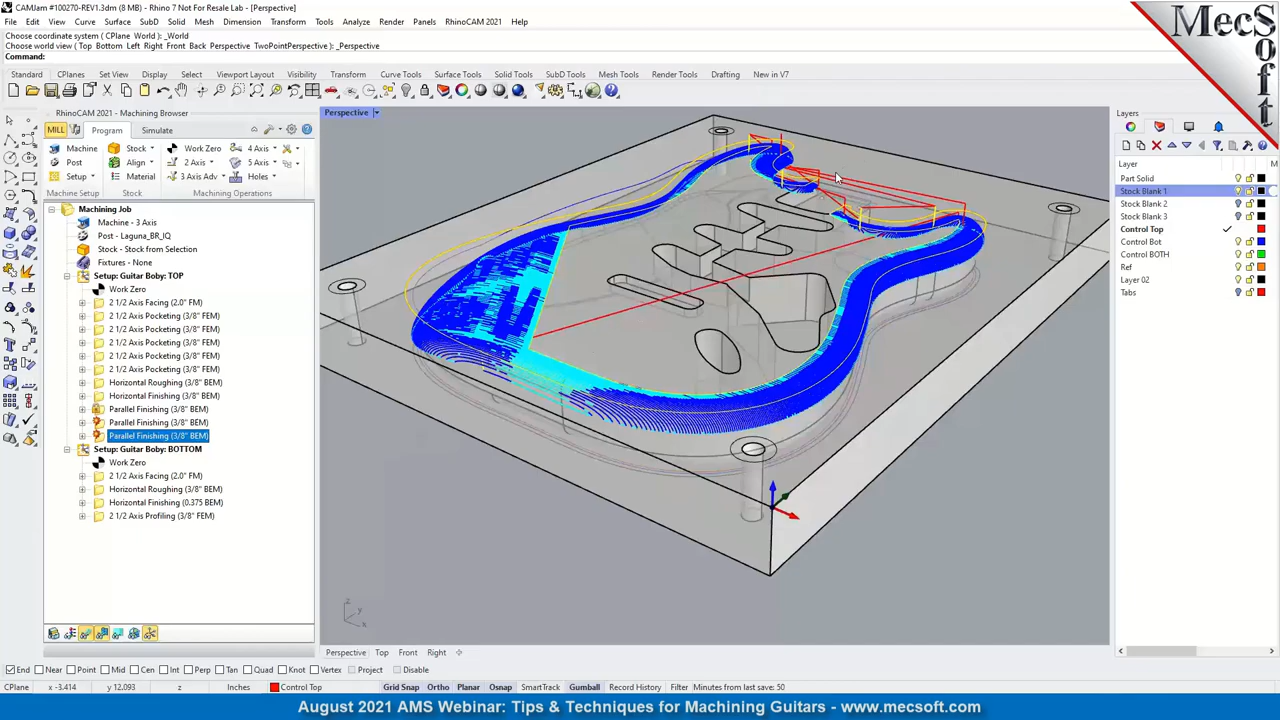 CAMJam #100270-REV1.3dm (8 MB) - Rhino 7 Not For Resale Lab - [Perspective]
File Edit View Curve Surface SubD Solid Mesh Dimension Transform Tools Analyze Render Panels RhinoCAM 2021 Help
Choose coordinate system ( CPlane World ): _World
Choose world view ( Top Bottom Left Right Front Back Perspective TwoPointPerspective ): _Perspective
Command:
Standard CPlanes Set View Display Select Viewport Layout Visibility Transform Curve Tools Surface Tools Solid Tools SubD Tools Mesh Tools Render Tools Drafting New in V7
MecSoft
RhinoCAM 2021 - Machining Browser
MILL Program Simulate
Machine Stock Work Zero 4 Axis
Post Align 2 Axis 5 Axis
Setup Material 3 Axis Adv Holes
Machine Setup Stock Machining Operations
Machining Job
Machine - 3 Axis
Post - Laguna_BR_IQ
Stock - Stock from Selection
Fixtures - None
Setup: Guitar Boby: TOP
Work Zero
2 1/2 Axis Facing (2.0" FM)
2 1/2 Axis Pocketing (3/8" FEM)
2 1/2 Axis Pocketing (3/8" FEM)
2 1/2 Axis Pocketing (3/8" FEM)
2 1/2 Axis Pocketing (3/8" FEM)
2 1/2 Axis Pocketing (3/8" FEM)
Horizontal Roughing (3/8" BEM)
Horizontal Finishing (3/8" BEM)
Parallel Finishing (3/8" BEM)
Parallel Finishing (3/8" BEM)
Parallel Finishing (3/8" BEM)
Setup: Guitar Boby: BOTTOM
Work Zero
2 1/2 Axis Facing (2.0" FM)
Horizontal Roughing (3/8" BEM)
Horizontal Finishing (0.375 BEM)
2 1/2 Axis Profiling (3/8" FEM)
Perspective
z
y
x
Layers
Layer M
Part Solid
Stock Blank 1
Stock Blank 2
Stock Blank 3
Control Top
Control Bot
Control BOTH
Ref
Layer 02
Tabs
Perspective Top Front Right
End Near Point Mid Cen Int Perp Tan Quad Knot Vertex Project Disable
CPlane x -3.414 y 12.093 z Inches Control Top Grid Snap Ortho Planar Osnap SmartTrack Gumball Record History Filter Minutes from last save: 50
August 2021 AMS Webinar: Tips & Techniques for Machining Guitars - www.mecsoft.com